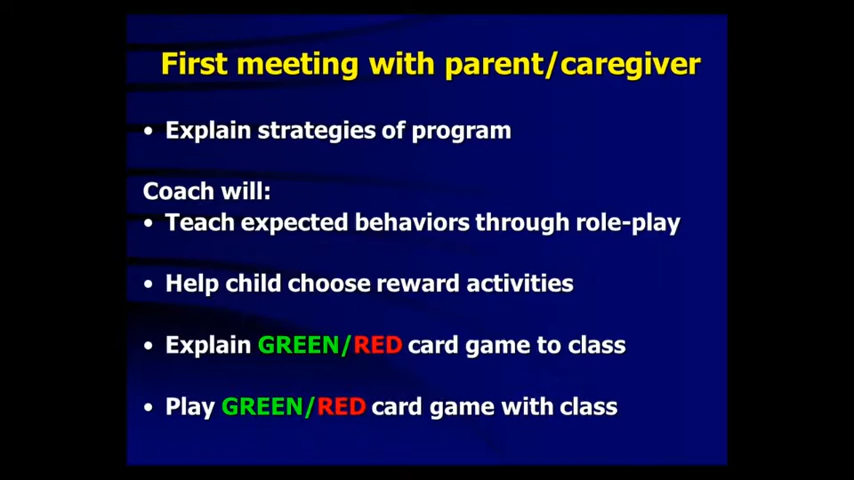 First meeting with parent/caregiver
• Explain strategies of program
Coach will:
• Teach expected behaviors through role-play
• Help child choose reward activities
• Explain GREEN/RED card game to class
• Play GREEN/RED card game with class